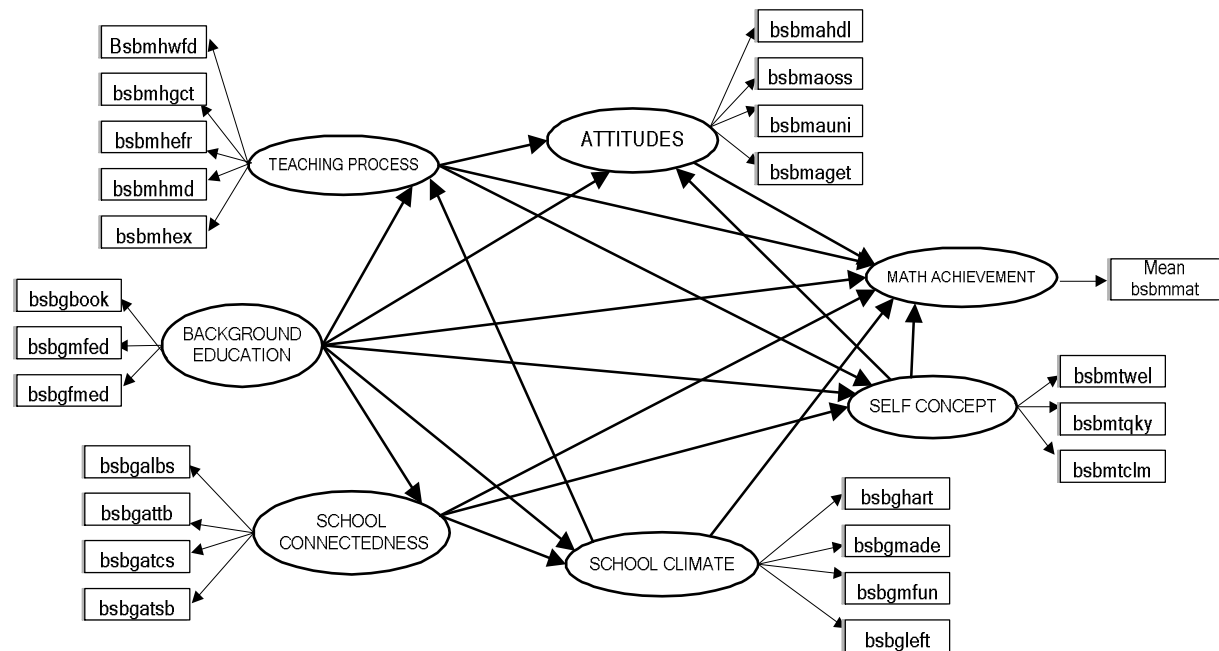 Bsbmhwfd
bsbmhgct
bsbmhefr
bsbmhmd
bsbmhex
TEACHING PROCESS
ATTITUDES
bsbmahdl
bsbmaoss
bsbmauni
bsbmaget
MATH ACHIEVEMENT
Mean
bsbmmat
bsbgbook
bsbgmfed
bsbgfmed
BACKGROUND
EDUCATION
SELF CONCEPT
bsbmtwel
bsbmtqky
bsbmtclm
bsbgalbs
bsbgattb
bsbgatcs
bsbgatsb
SCHOOL
CONNECTEDNESS
SCHOOL CLIMATE
bsbghart
bsbgmade
bsbgmfun
bsbgleft